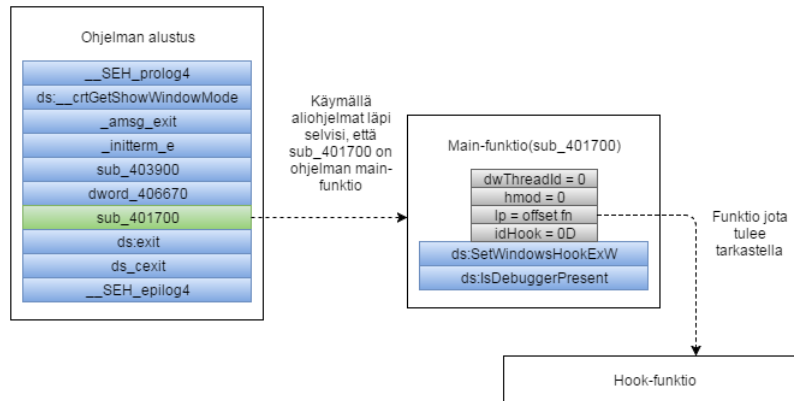 Ohjelman alustus
__SEH_prolog4
ds:__crtGetShowWindowMode
_amsg_exit
_initterm_e
sub_403900
dword_406670
sub_401700
ds:exit
ds_cexit
__SEH_epilog4
Käymällä
aliohjelmat läpi
selvisi, että
sub_401700 on
ohjelman main-
funktio
Main-funktio(sub_401700)
dwThreadId = 0
hmod = 0
lp = offset fn
idHook = 0D
ds:SetWindowsHookExW
ds:IsDebuggerPresent
Funktio jota
tulee
tarkastella
Hook-funktio